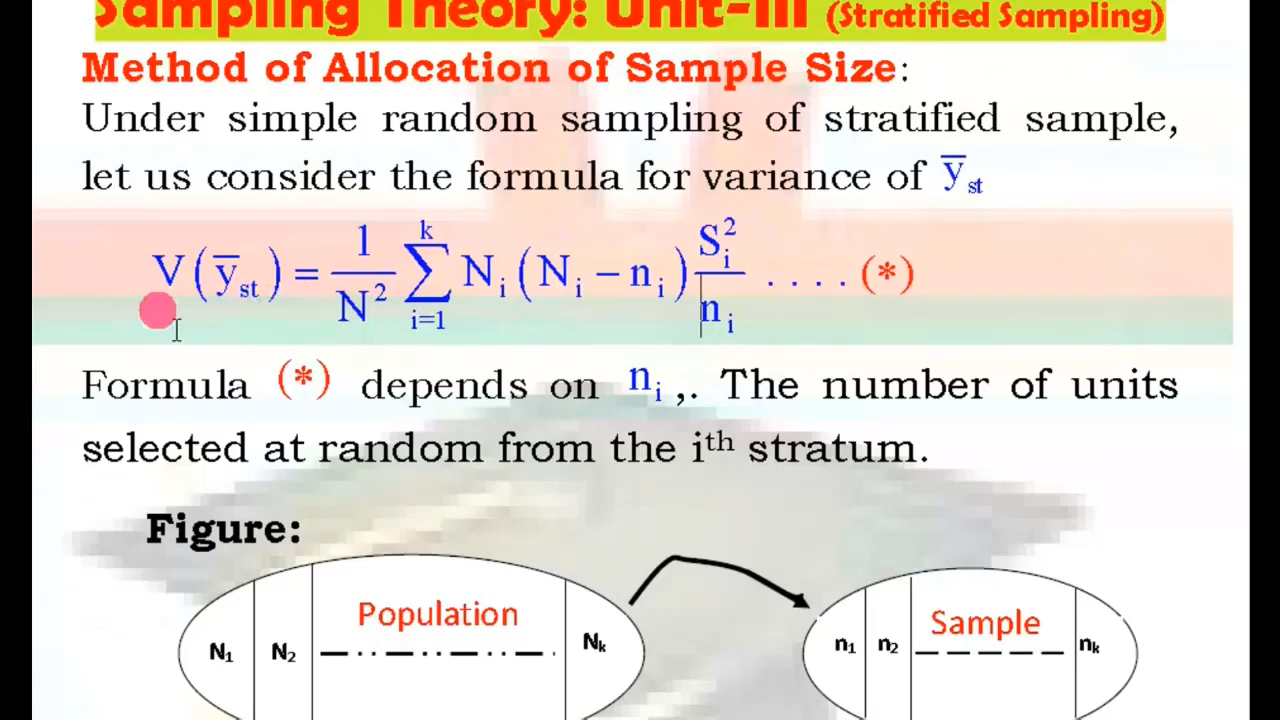 Sampling Theory: Unit-III (Stratified Sampling)
Method of Allocation of Sample Size:
Under simple random sampling of stratified sample,
let us consider the formula for variance of y̅st
V(y̅st) = 1/N² Σ_{i=1}^{k} Nᵢ(Nᵢ − nᵢ) Sᵢ²/nᵢ . . . . (*)
Formula (*) depends on nᵢ,. The number of units
selected at random from the iᵗʰ stratum.
Figure:
Population
N₁ N₂ Nₖ
Sample
n₁ n₂ nₖ